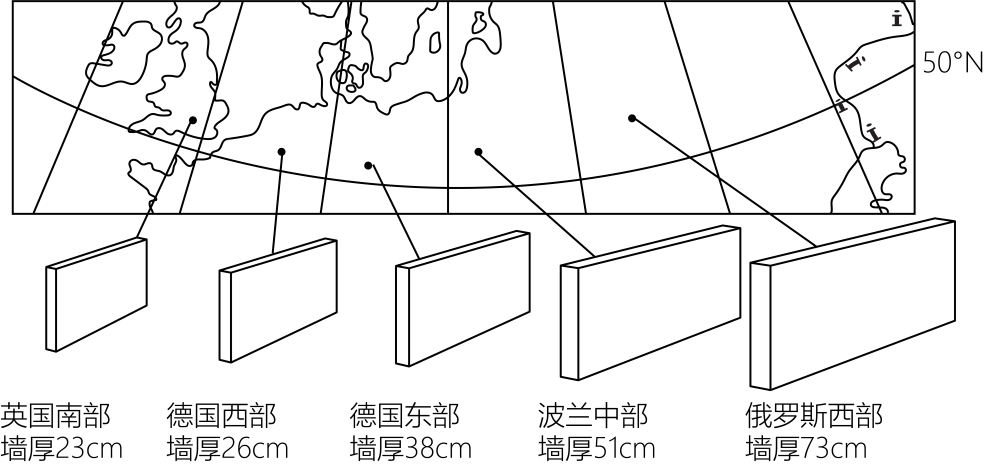 50°N
英国南部
墙厚23cm
德国西部
墙厚26cm
德国东部
墙厚38cm
波兰中部
墙厚51cm
俄罗斯西部
墙厚73cm